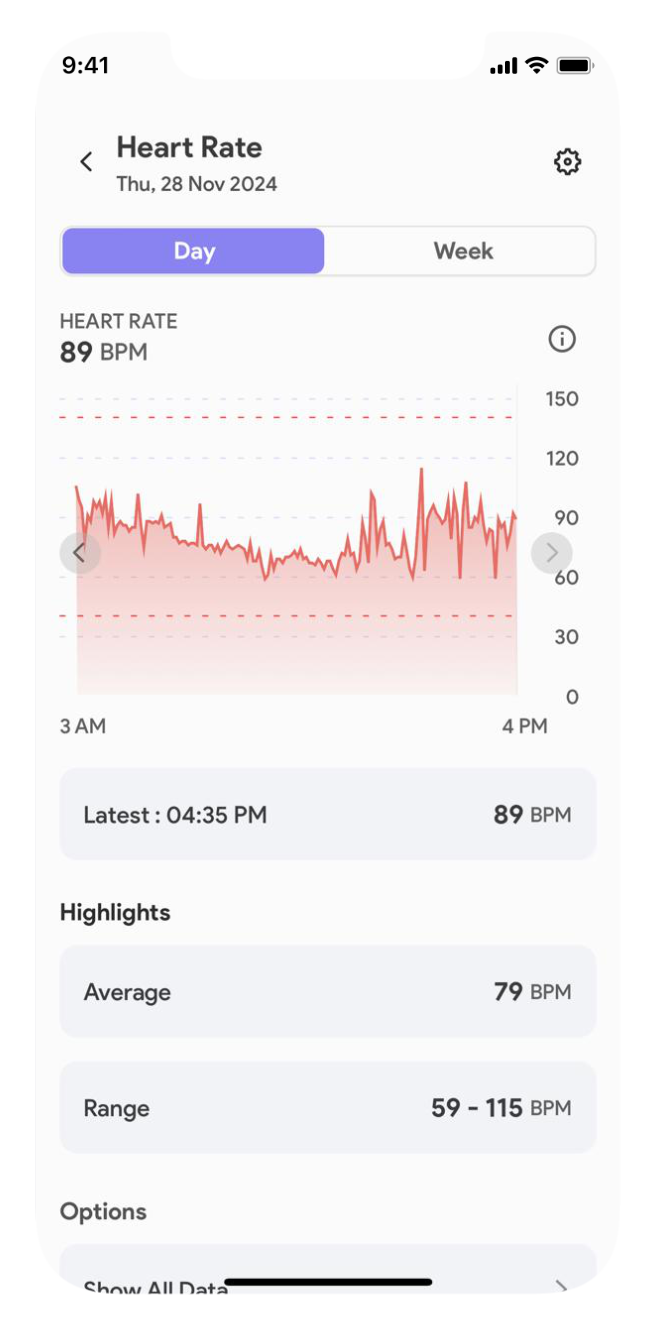 9:41
Heart Rate
Thu, 28 Nov 2024
Day Week
HEART RATE
89 BPM
150
120
90
60
30
0
3 AM 4 PM
Latest : 04:35 PM 89 BPM
Highlights
Average 79 BPM
Range 59 - 115 BPM
Options
Show All Data